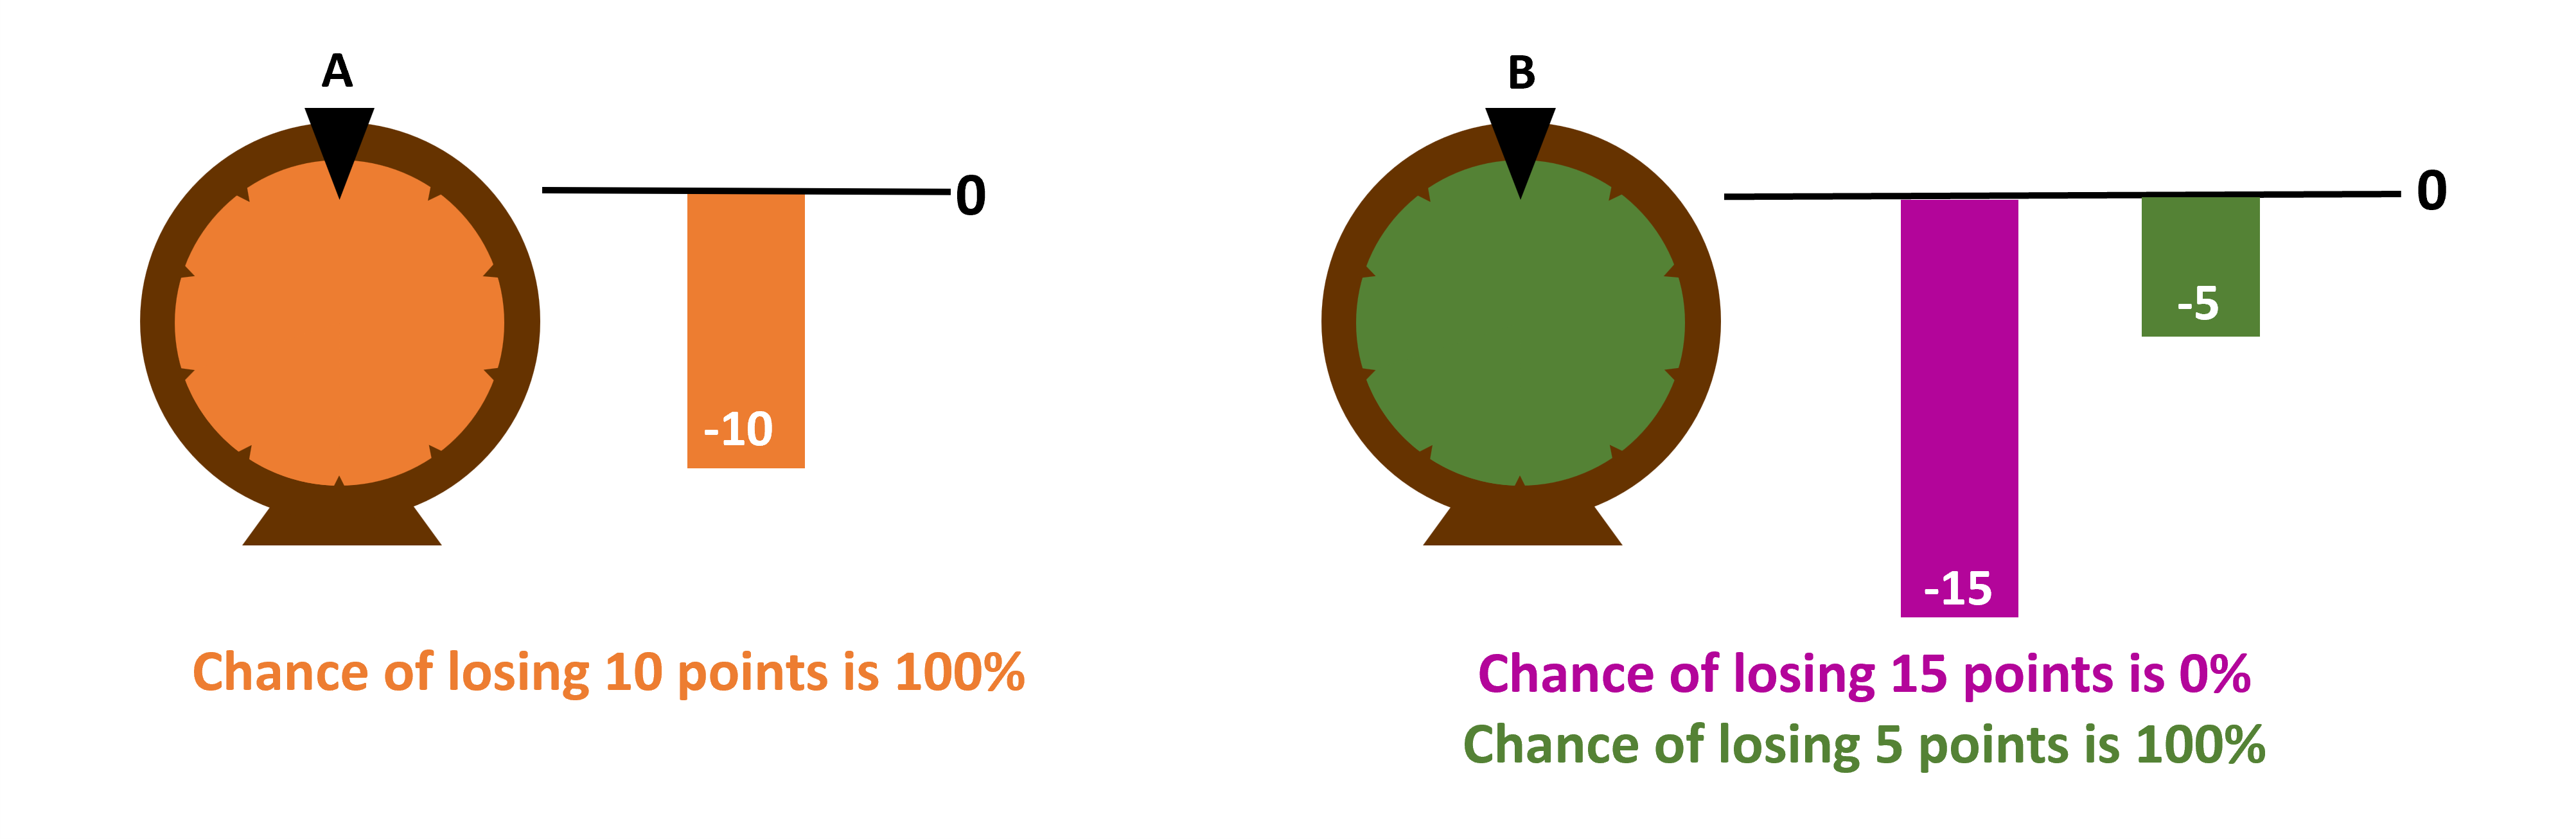 A
0
-10
Chance of losing 10 points is 100%
B
0
-5
-15
Chance of losing 15 points is 0%
Chance of losing 5 points is 100%